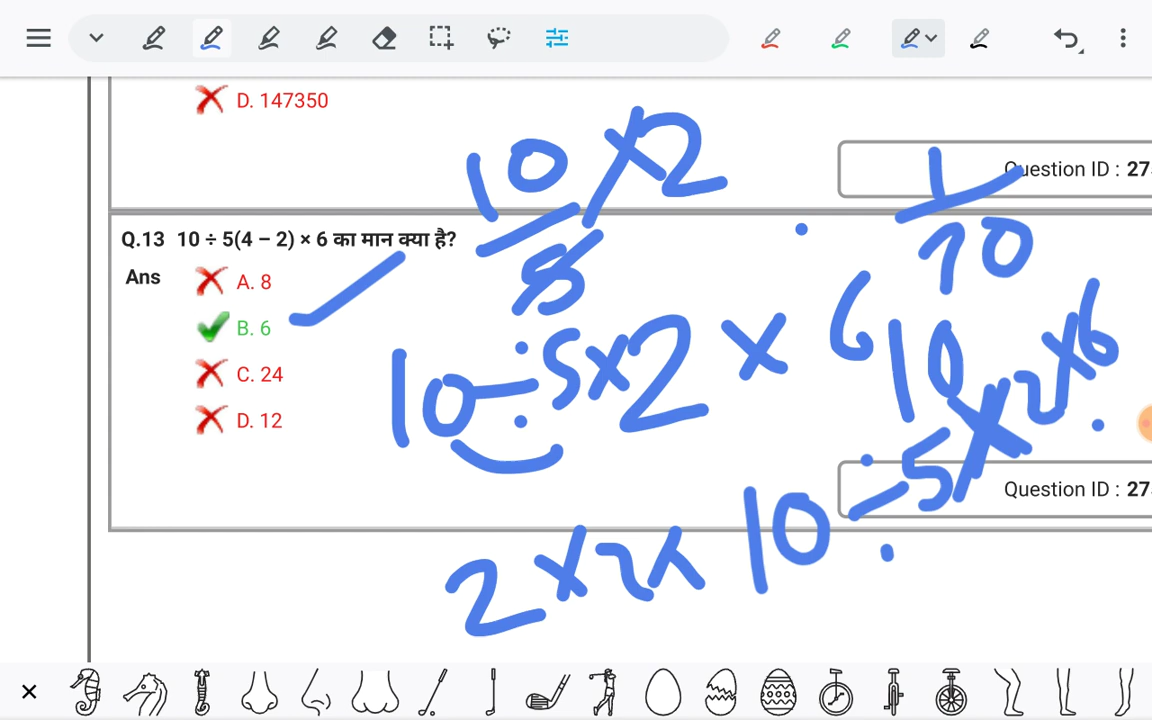 D. 147350
Question ID : 27
Q.13 10 ÷ 5(4 – 2) × 6 का मान क्या है?
Ans
A. 8
B. 6
C. 24
D. 12
10/5 × 2
1/10
10 ÷ 5 × 2 × 6
10 ÷ 5 × 2 × 6
2 × 2 ×
Question ID : 27